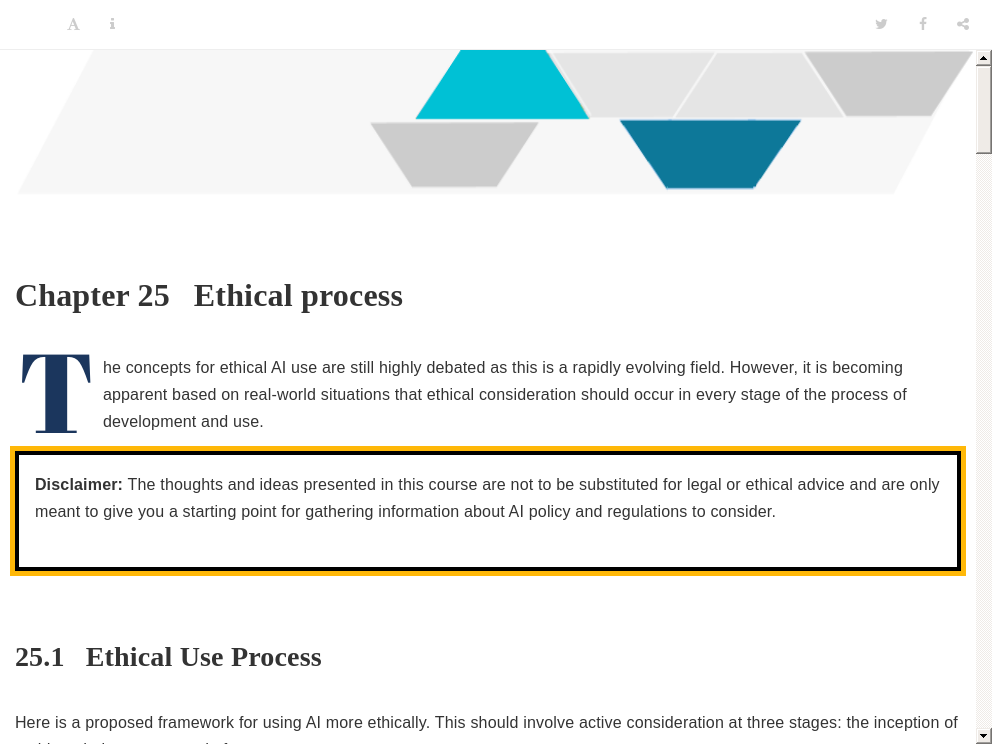 Chapter 25 Ethical process
The concepts for ethical AI use are still highly debated as this is a rapidly evolving field. However, it is becoming
apparent based on real-world situations that ethical consideration should occur in every stage of the process of
development and use.
Disclaimer: The thoughts and ideas presented in this course are not to be substituted for legal or ethical advice and are only
meant to give you a starting point for gathering information about AI policy and regulations to consider.
25.1 Ethical Use Process
Here is a proposed framework for using AI more ethically. This should involve active consideration at three stages: the inception of